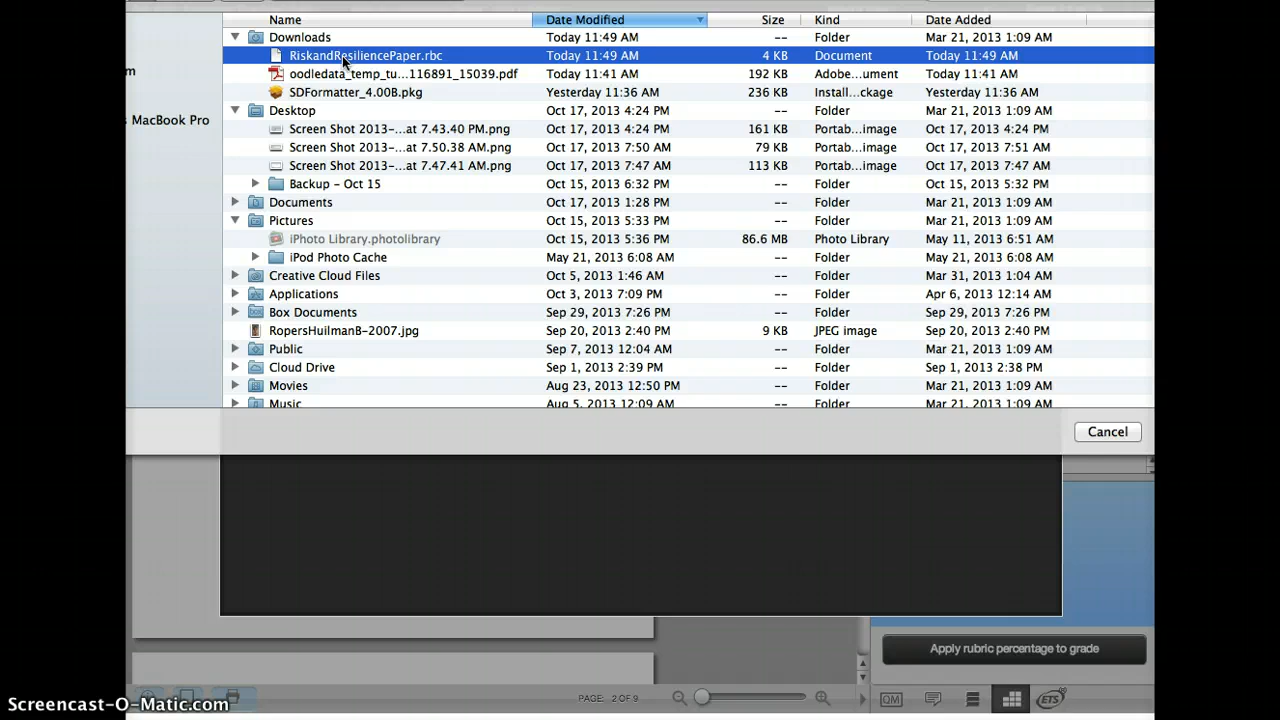 Name Date Modified Size Kind Date Added
Downloads Today 11:49 AM -- Folder Mar 21, 2013 1:09 AM
RiskandResiliencePaper.rbc Today 11:49 AM 4 KB Document Today 11:49 AM
m
oodledata_temp_tu...116891_15039.pdf Today 11:41 AM 192 KB Adobe...ument Today 11:41 AM
SDFormatter_4.00B.pkg Yesterday 11:36 AM 236 KB Install...ckage Yesterday 11:36 AM
Desktop Oct 17, 2013 4:24 PM -- Folder Mar 21, 2013 1:09 AM
s MacBook Pro
Screen Shot 2013-...at 7.43.40 PM.png Oct 17, 2013 4:24 PM 161 KB Portab...image Oct 17, 2013 4:24 PM
Screen Shot 2013-...at 7.50.38 AM.png Oct 17, 2013 7:50 AM 79 KB Portab...image Oct 17, 2013 7:51 AM
Screen Shot 2013-...at 7.47.41 AM.png Oct 17, 2013 7:47 AM 113 KB Portab...image Oct 17, 2013 7:47 AM
Backup - Oct 15 Oct 15, 2013 6:32 PM -- Folder Oct 15, 2013 5:32 PM
Documents Oct 17, 2013 1:28 PM -- Folder Mar 21, 2013 1:09 AM
Pictures Oct 15, 2013 5:33 PM -- Folder Mar 21, 2013 1:09 AM
iPhoto Library.photolibrary Oct 15, 2013 5:36 PM 86.6 MB Photo Library May 11, 2013 6:51 AM
iPod Photo Cache May 21, 2013 6:08 AM -- Folder May 21, 2013 6:08 AM
Creative Cloud Files Oct 5, 2013 1:46 AM -- Folder Mar 31, 2013 1:04 AM
Applications Oct 3, 2013 7:09 PM -- Folder Apr 6, 2013 12:14 AM
Box Documents Sep 29, 2013 7:26 PM -- Folder Sep 29, 2013 7:26 PM
RopersHuilmanB-2007.jpg Sep 20, 2013 2:40 PM 9 KB JPEG image Sep 20, 2013 2:40 PM
Public Sep 7, 2013 12:04 AM -- Folder Mar 21, 2013 1:09 AM
Cloud Drive Sep 1, 2013 2:39 PM -- Folder Sep 1, 2013 2:38 PM
Movies Aug 23, 2013 12:50 PM -- Folder Mar 21, 2013 1:09 AM
Music Aug 5, 2013 12:09 AM -- Folder Mar 21, 2013 1:09 AM
Cancel
Apply rubric percentage to grade
PAGE: 2 OF 9
QM
ETS
Screencast-O-Matic.com